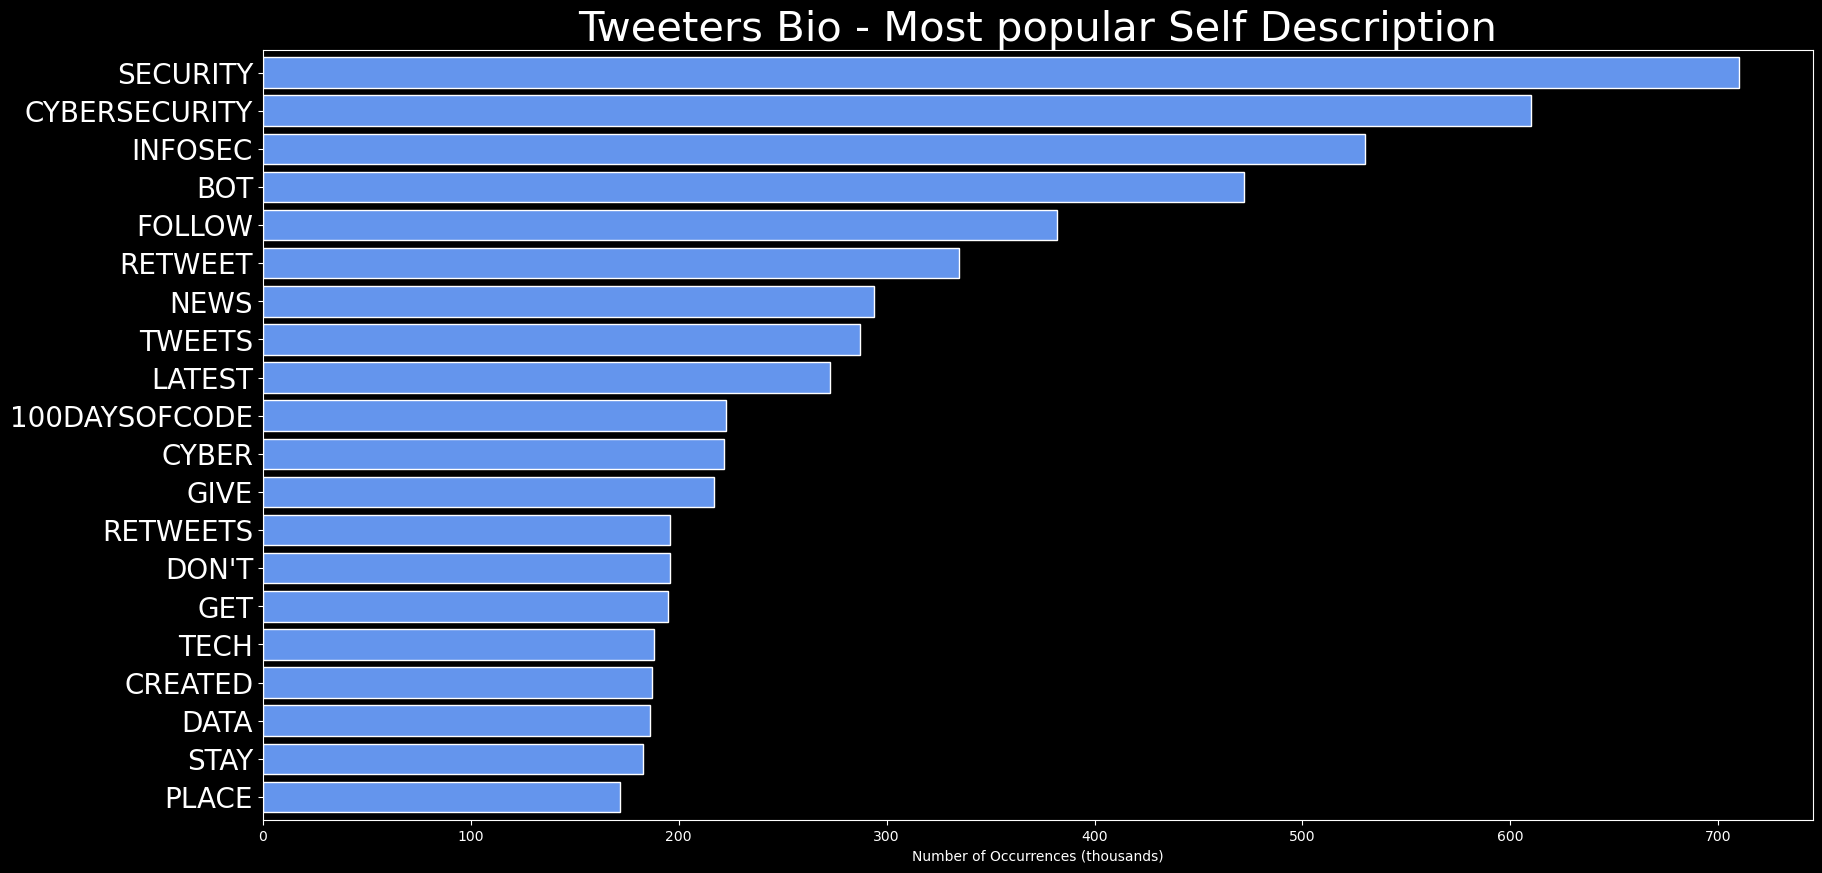 Tweeters Bio - Most popular Self Description
SECURITY
CYBERSECURITY
INFOSEC
BOT
FOLLOW
RETWEET
NEWS
TWEETS
LATEST
100DAYSOFCODE
CYBER
GIVE
RETWEETS
DON'T
GET
TECH
CREATED
DATA
STAY
PLACE
0 100 200 300 400 500 600 700
Number of Occurrences (thousands)